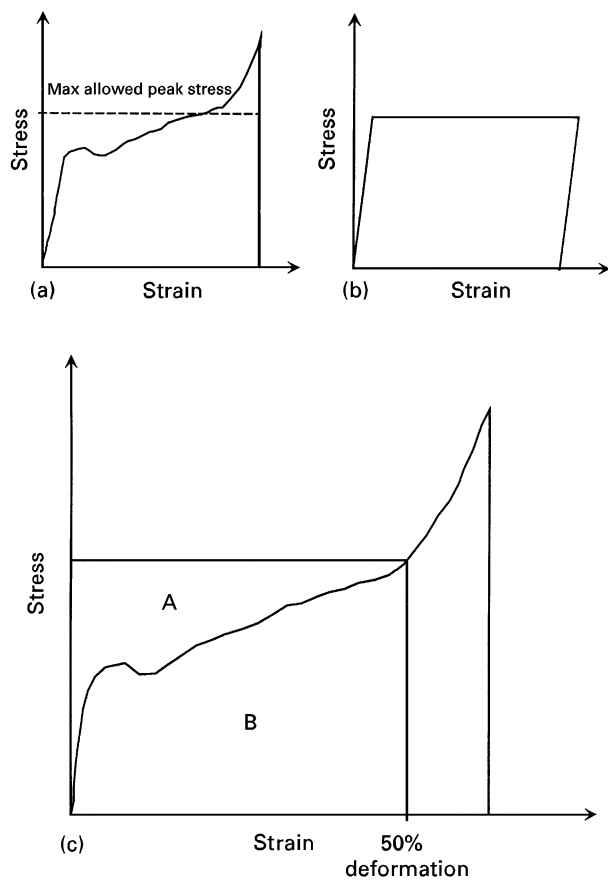 Max allowed peak stress
Stress
Stress
(a)
Strain
(b)
Strain
Stress
A
B
(c)
Strain
50%
deformation